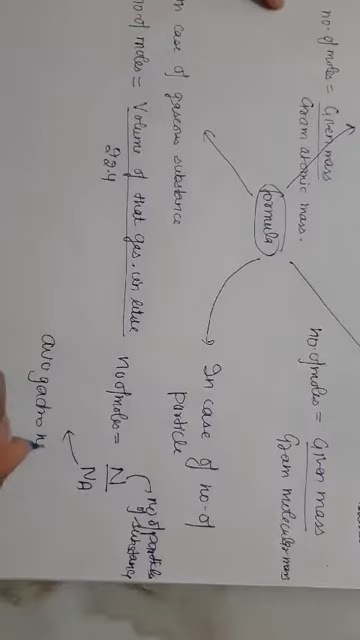 no. of moles = Given mass
Gram atomic mass.
formula
no. of moles = Given mass
Gram molecular mass
In case of gaseous substance
no of moles = Volume of that gas. in litre
22.4
In case of no. of
particle
no of moles = N
NA
no of particles
of substance
avogadro n